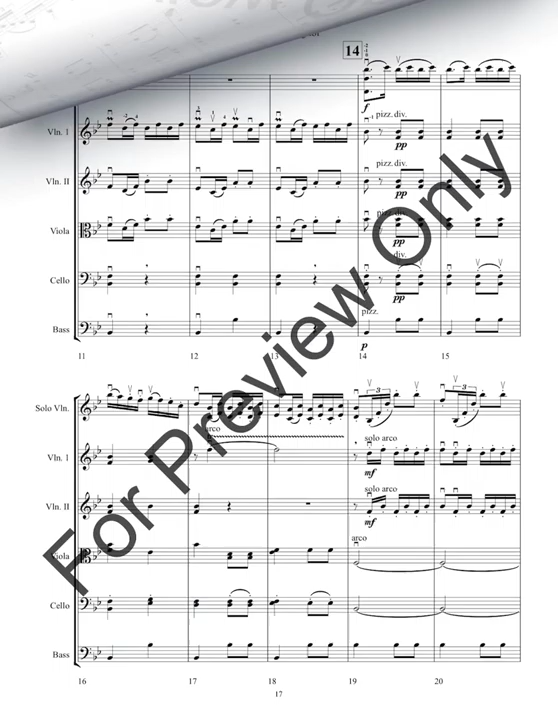 14
pizz. div.
f
Vln. I
pp
pizz. div.
Vln. II
pp
pizz. div.
Viola
pp
div.
Cello
pp
pizz.
Bass
p
11 12 13 14 15
Solo Vln.
3 3
arco
solo arco
Vln. I
mf
solo arco
Vln. II
mf
arco
Viola
Cello
Bass
16 17 18 19 20
17
For Preview Only